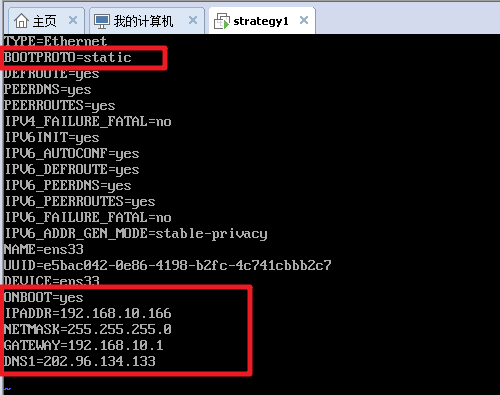 主页
我的计算机
strategy1
TYPE=Ethernet
BOOTPROTO=static
DEFROUTE=yes
PEERDNS=yes
PEERROUTES=yes
IPV4_FAILURE_FATAL=no
IPV6INIT=yes
IPV6_AUTOCONF=yes
IPV6_DEFROUTE=yes
IPV6_PEERDNS=yes
IPV6_PEERROUTES=yes
IPV6_FAILURE_FATAL=no
IPV6_ADDR_GEN_MODE=stable-privacy
NAME=ens33
UUID=e5bac042-0e86-4198-b2fc-4c741cbbb2c7
DEVICE=ens33
ONBOOT=yes
IPADDR=192.168.10.166
NETMASK=255.255.255.0
GATEWAY=192.168.10.1
DNS1=202.96.134.133
~